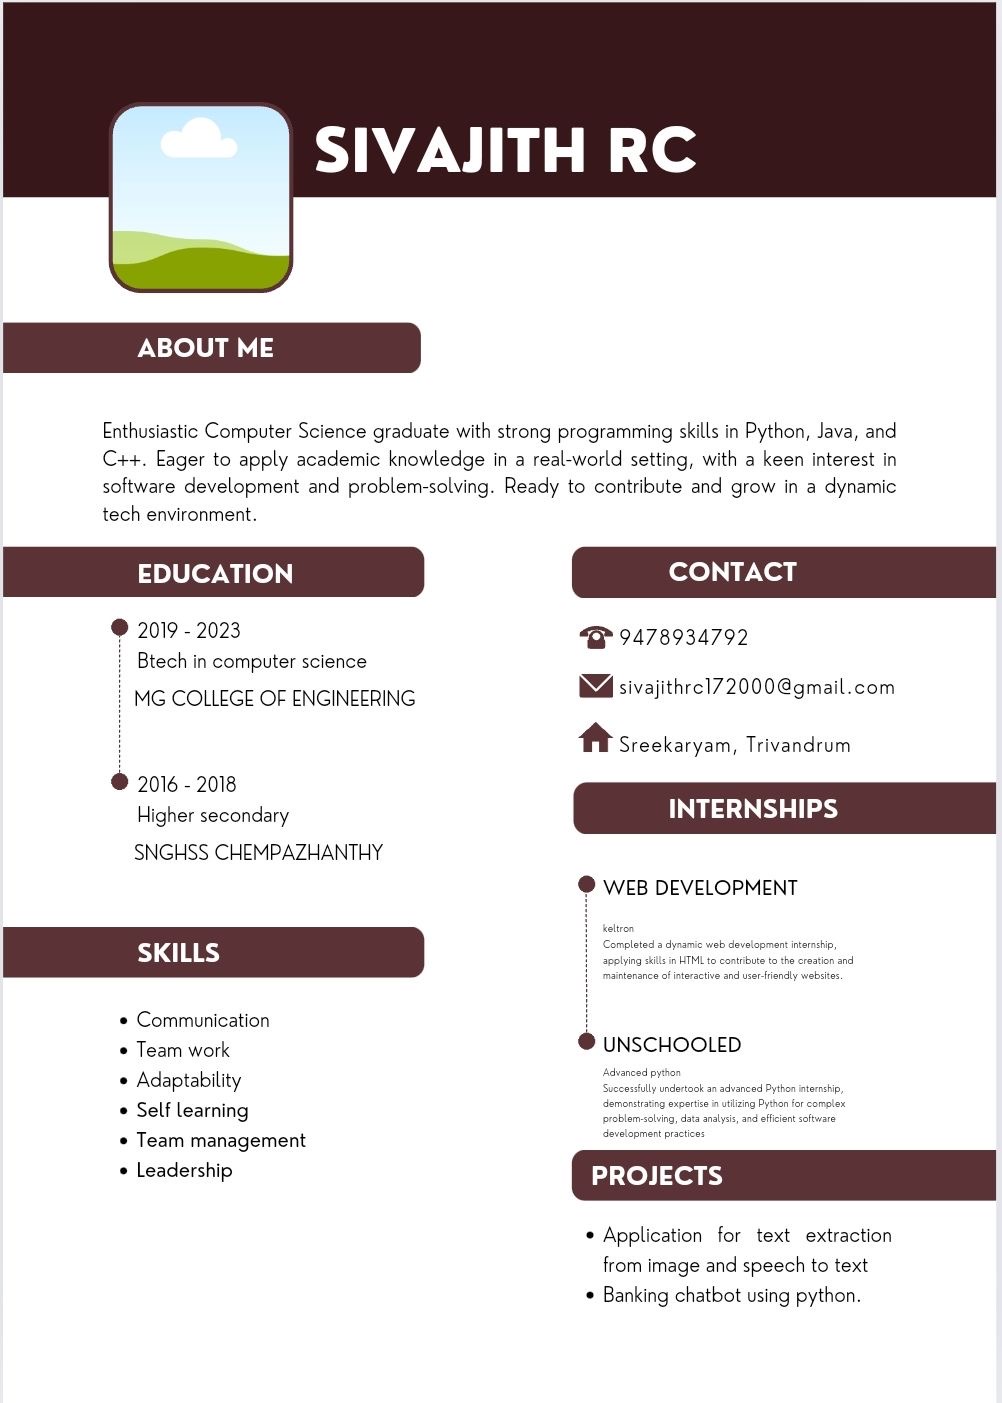 SIVAJITH RC
ABOUT ME
Enthusiastic Computer Science graduate with strong programming skills in Python, Java, and
C++. Eager to apply academic knowledge in a real-world setting, with a keen interest in
software development and problem-solving. Ready to contribute and grow in a dynamic
tech environment.
EDUCATION
2019 - 2023
Btech in computer science
MG COLLEGE OF ENGINEERING
2016 - 2018
Higher secondary
SNGHSS CHEMPAZHANTHY
SKILLS
• Communication
• Team work
• Adaptability
• Self learning
• Team management
• Leadership
CONTACT
9478934792
sivajithrc172000@gmail.com
Sreekaryam, Trivandrum
INTERNSHIPS
WEB DEVELOPMENT
keltron
Completed a dynamic web development internship,
applying skills in HTML to contribute to the creation and
maintenance of interactive and user-friendly websites.
UNSCHOOLED
Advanced python
Successfully undertook an advanced Python internship,
demonstrating expertise in utilizing Python for complex
problem-solving, data analysis, and efficient software
development practices
PROJECTS
• Application for text extraction
from image and speech to text
• Banking chatbot using python.